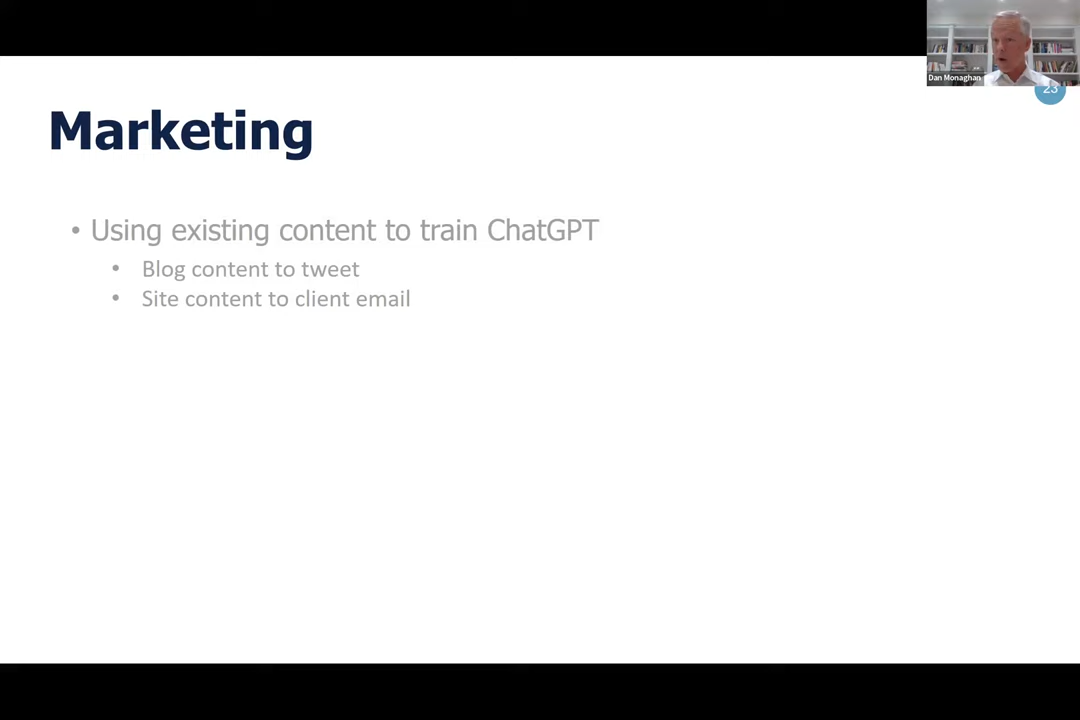 Dan Monaghan
23
Marketing
• Using existing content to train ChatGPT
• Blog content to tweet
• Site content to client email